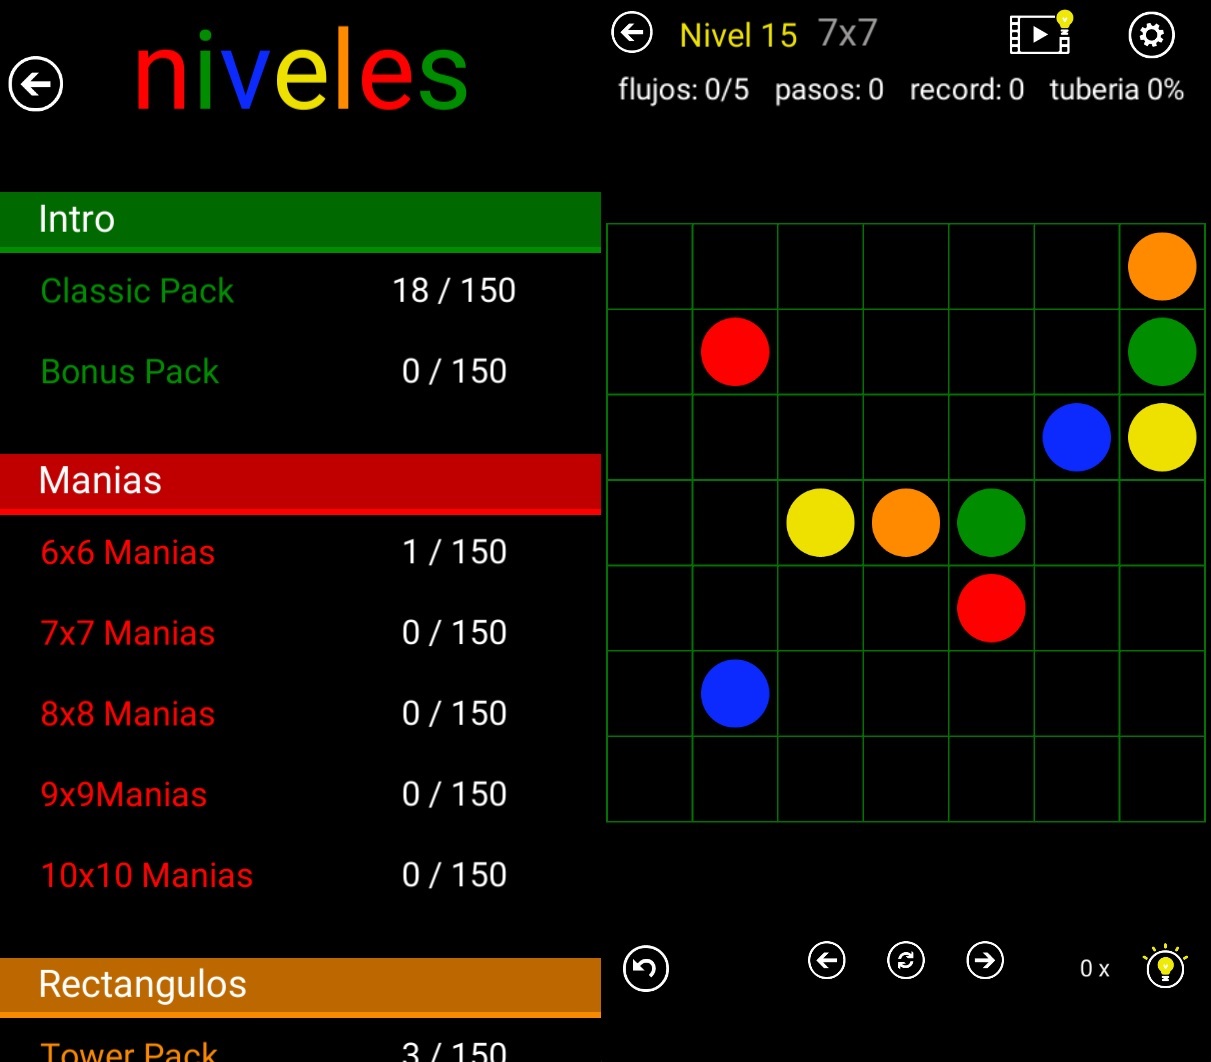 niveles
Intro
Classic Pack 18 / 150
Bonus Pack 0 / 150
Manias
6x6 Manias 1 / 150
7x7 Manias 0 / 150
8x8 Manias 0 / 150
9x9Manias 0 / 150
10x10 Manias 0 / 150
Rectangulos
Tower Pack 3 / 150
Nivel 15 7x7
flujos: 0/5 pasos: 0 record: 0 tuberia 0%
0 x